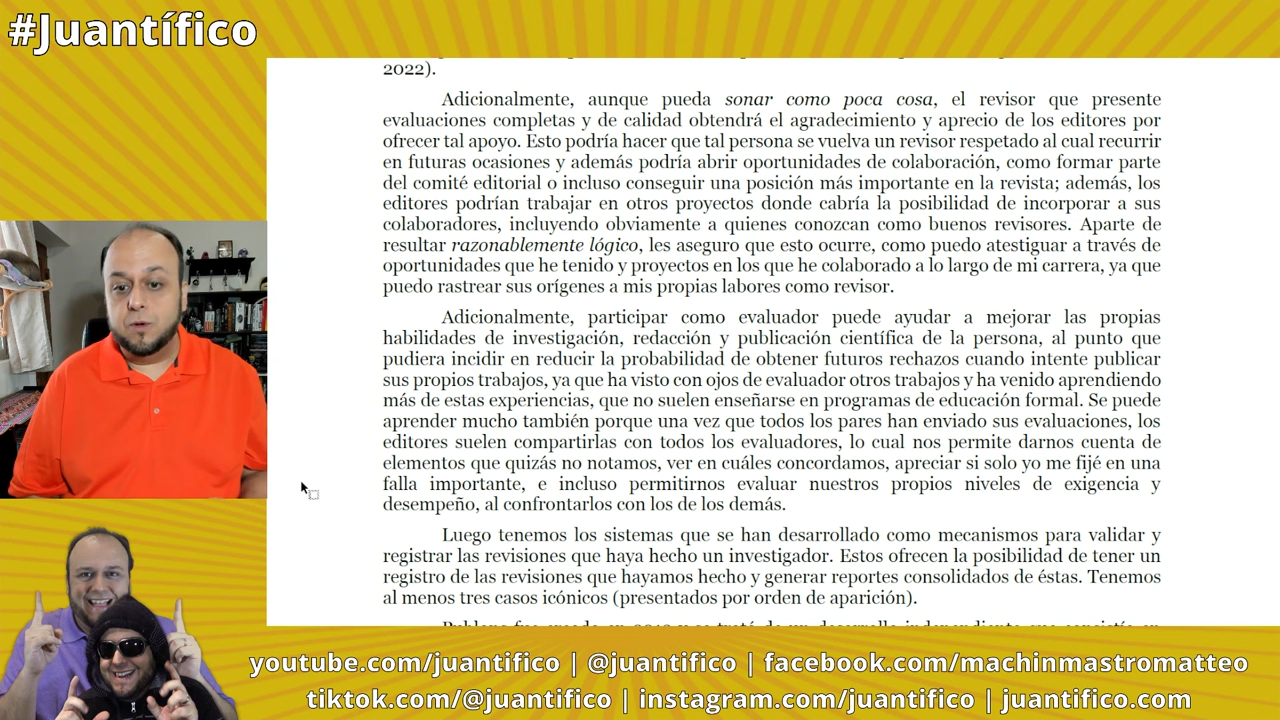 #Juantífico
2022).
Adicionalmente, aunque pueda sonar como poca cosa, el revisor que presente
evaluaciones completas y de calidad obtendrá el agradecimiento y aprecio de los editores por
ofrecer tal apoyo. Esto podría hacer que tal persona se vuelva un revisor respetado al cual recurrir
en futuras ocasiones y además podría abrir oportunidades de colaboración, como formar parte
del comité editorial o incluso conseguir una posición más importante en la revista; además, los
editores podrían trabajar en otros proyectos donde cabría la posibilidad de incorporar a sus
colaboradores, incluyendo obviamente a quienes conozcan como buenos revisores. Aparte de
resultar razonablemente lógico, les aseguro que esto ocurre, como puedo atestiguar a través de
oportunidades que he tenido y proyectos en los que he colaborado a lo largo de mi carrera, ya que
puedo rastrear sus orígenes a mis propias labores como revisor.
Adicionalmente, participar como evaluador puede ayudar a mejorar las propias
habilidades de investigación, redacción y publicación científica de la persona, al punto que
pudiera incidir en reducir la probabilidad de obtener futuros rechazos cuando intente publicar
sus propios trabajos, ya que ha visto con ojos de evaluador otros trabajos y ha venido aprendiendo
más de estas experiencias, que no suelen enseñarse en programas de educación formal. Se puede
aprender mucho también porque una vez que todos los pares han enviado sus evaluaciones, los
editores suelen compartirlas con todos los evaluadores, lo cual nos permite darnos cuenta de
elementos que quizás no notamos, ver en cuáles concordamos, apreciar si solo yo me fijé en una
falla importante, e incluso permitirnos evaluar nuestros propios niveles de exigencia y
desempeño, al confrontarlos con los de los demás.
Luego tenemos los sistemas que se han desarrollado como mecanismos para validar y
registrar las revisiones que haya hecho un investigador. Estos ofrecen la posibilidad de tener un
registro de las revisiones que hayamos hecho y generar reportes consolidados de éstas. Tenemos
al menos tres casos icónicos (presentados por orden de aparición).
youtube.com/juantifico | @juantifico | facebook.com/machinmastromatteo
tiktok.com/@juantifico | instagram.com/juantifico | juantifico.com